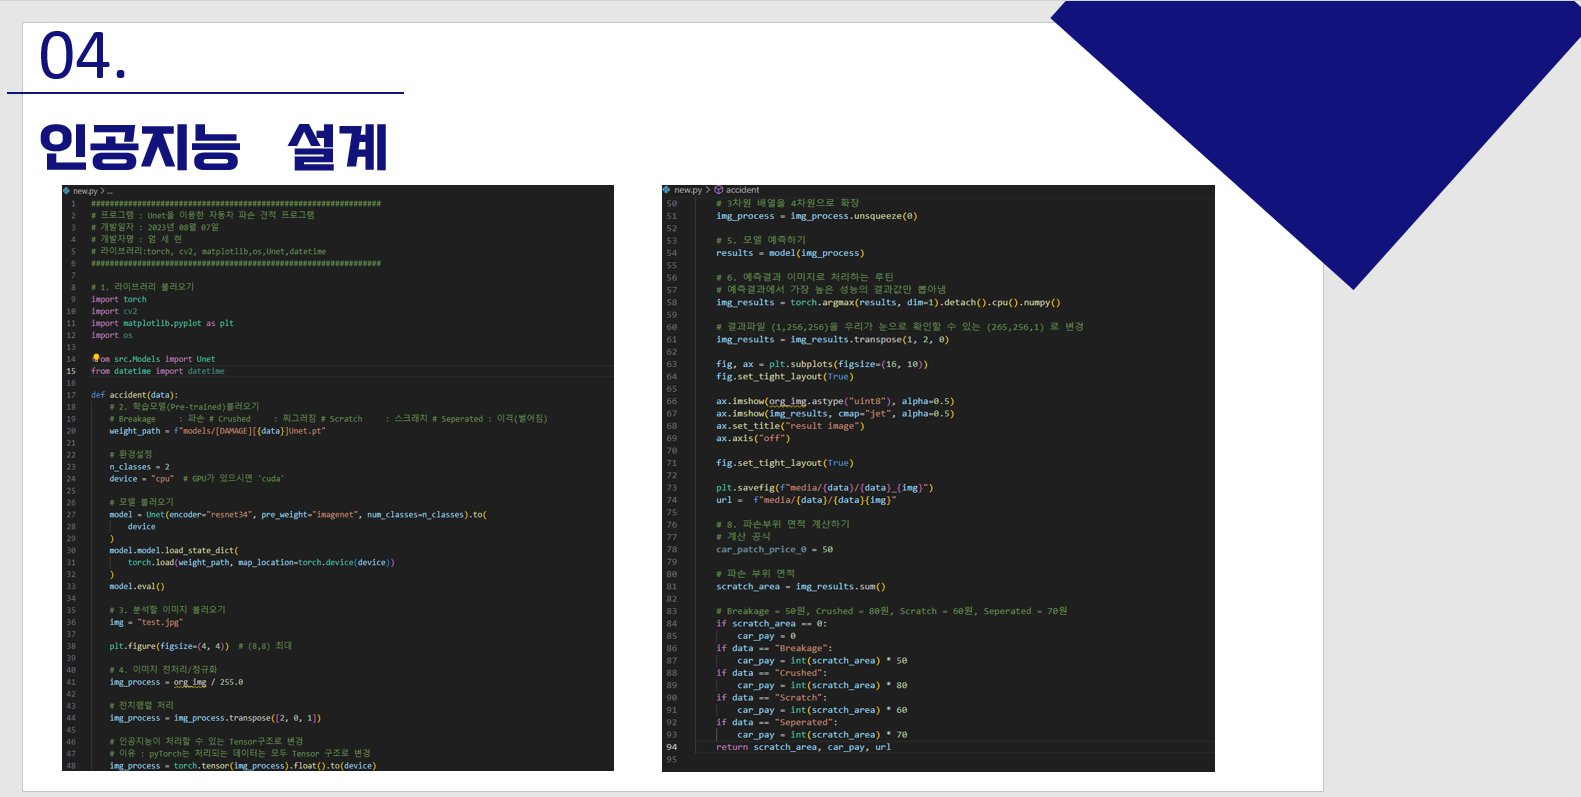 04.
인공지능 설계
new.py > ...
1 ###############################################################
2 # 프로그램 : Unet을 이용한 자동차 파손 견적 프로그램
3 # 개발일자 : 2023년 08월 07일
4 # 개발자명 : 엄 세 현
5 # 라이브러리:torch, cv2, matplotlib,os,Unet,datetime
6 ###############################################################
7
8 # 1. 라이브러리 불러오기
9 import torch
10 import cv2
11 import matplotlib.pyplot as plt
12 import os
13
14 from src.Models import Unet
15 from datetime import datetime
16
17 def accident(data):
18 # 2. 학습모델(Pre-trained)불러오기
19 # Breakage : 파손 # Crushed : 찌그러짐 # Scratch : 스크래치 # Seperated : 이격(벌어짐)
20 weight_path = f"models/[DAMAGE][{data}]Unet.pt"
21
22 # 환경설정
23 n_classes = 2
24 device = "cpu" # GPU가 있으시면 'cuda'
25
26 # 모델 불러오기
27 model = Unet(encoder="resnet34", pre_weight="imagenet", num_classes=n_classes).to(
28 device
29 )
30 model.model.load_state_dict(
31 torch.load(weight_path, map_location=torch.device(device))
32 )
33 model.eval()
34
35 # 3. 분석할 이미지 불러오기
36 img = "test.jpg"
37
38 plt.figure(figsize=(4, 4)) # (8,8) 최대
39
40 # 4. 이미지 전처리/정규화
41 img_process = org_img / 255.0
42
43 # 전치행렬 처리
44 img_process = img_process.transpose([2, 0, 1])
45
46 # 인공지능이 처리할 수 있는 Tensor구조로 변경
47 # 이유 : pyTorch는 처리되는 데이터는 모두 Tensor 구조로 변경
48 img_process = torch.tensor(img_process).float().to(device)
new.py > accident
50 # 3차원 배열을 4차원으로 확장
51 img_process = img_process.unsqueeze(0)
52
53 # 5. 모델 예측하기
54 results = model(img_process)
55
56 # 6. 예측결과 이미지로 처리하는 루틴
57 # 예측결과에서 가장 높은 성능의 결과값만 뽑아냄
58 img_results = torch.argmax(results, dim=1).detach().cpu().numpy()
59
60 # 결과파일 (1,256,256)을 우리가 눈으로 확인할 수 있는 (265,256,1) 로 변경
61 img_results = img_results.transpose(1, 2, 0)
62
63 fig, ax = plt.subplots(figsize=(16, 10))
64 fig.set_tight_layout(True)
65
66 ax.imshow(org_img.astype("uint8"), alpha=0.5)
67 ax.imshow(img_results, cmap="jet", alpha=0.5)
68 ax.set_title("result image")
69 ax.axis("off")
70
71 fig.set_tight_layout(True)
72
73 plt.savefig(f"media/{data}/{data}_{img}")
74 url = f"media/{data}/{data}{img}"
75
76 # 8. 파손부위 면적 계산하기
77 # 계산 공식
78 car_patch_price_0 = 50
79
80 # 파손 부위 면적
81 scratch_area = img_results.sum()
82
83 # Breakage = 50원, Crushed = 80원, Scratch = 60원, Seperated = 70원
84 if scratch_area == 0:
85 car_pay = 0
86 if data == "Breakage":
87 car_pay = int(scratch_area) * 50
88 if data == "Crushed":
89 car_pay = int(scratch_area) * 80
90 if data == "Scratch":
91 car_pay = int(scratch_area) * 60
92 if data == "Seperated":
93 car_pay = int(scratch_area) * 70
94 return scratch_area, car_pay, url
95